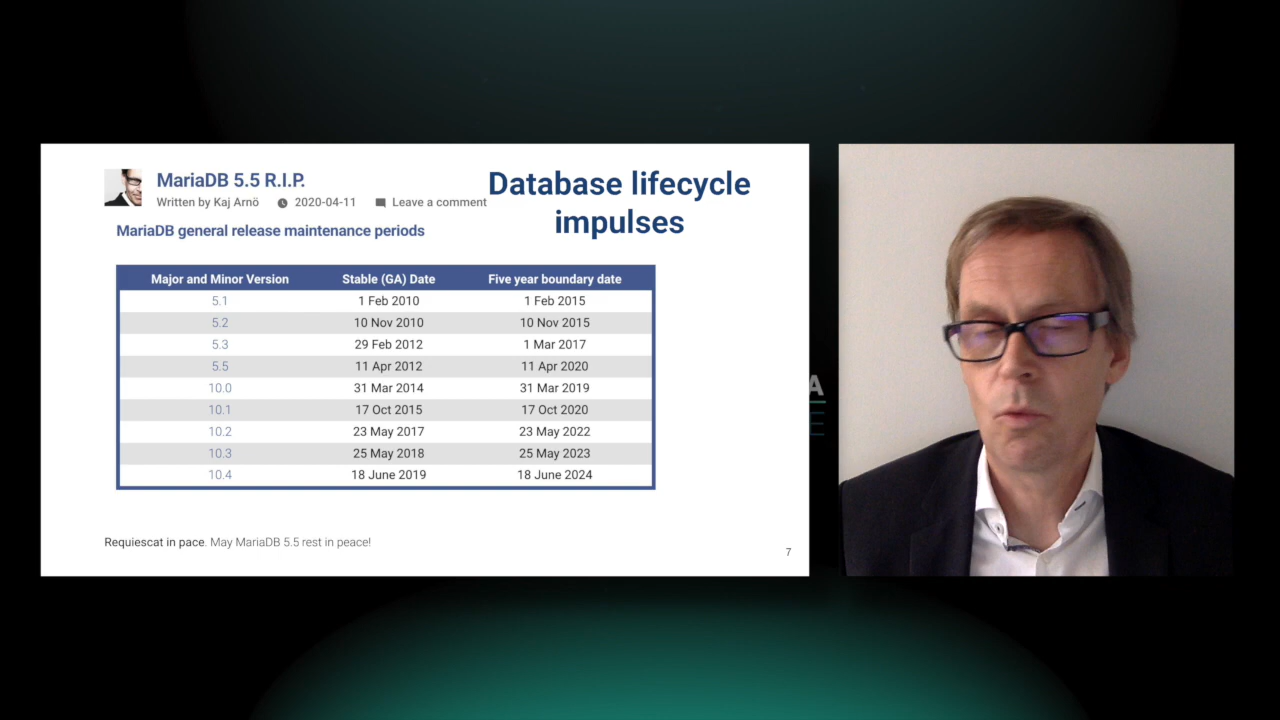 MariaDB 5.5 R.I.P.
Written by Kaj Arnö 2020-04-11 Leave a comment
Database lifecycle
impulses
MariaDB general release maintenance periods
Major and Minor Version Stable (GA) Date Five year boundary date
5.1 1 Feb 2010 1 Feb 2015
5.2 10 Nov 2010 10 Nov 2015
5.3 29 Feb 2012 1 Mar 2017
5.5 11 Apr 2012 11 Apr 2020
10.0 31 Mar 2014 31 Mar 2019
10.1 17 Oct 2015 17 Oct 2020
10.2 23 May 2017 23 May 2022
10.3 25 May 2018 25 May 2023
10.4 18 June 2019 18 June 2024
Requiescat in pace. May MariaDB 5.5 rest in peace!
7
A